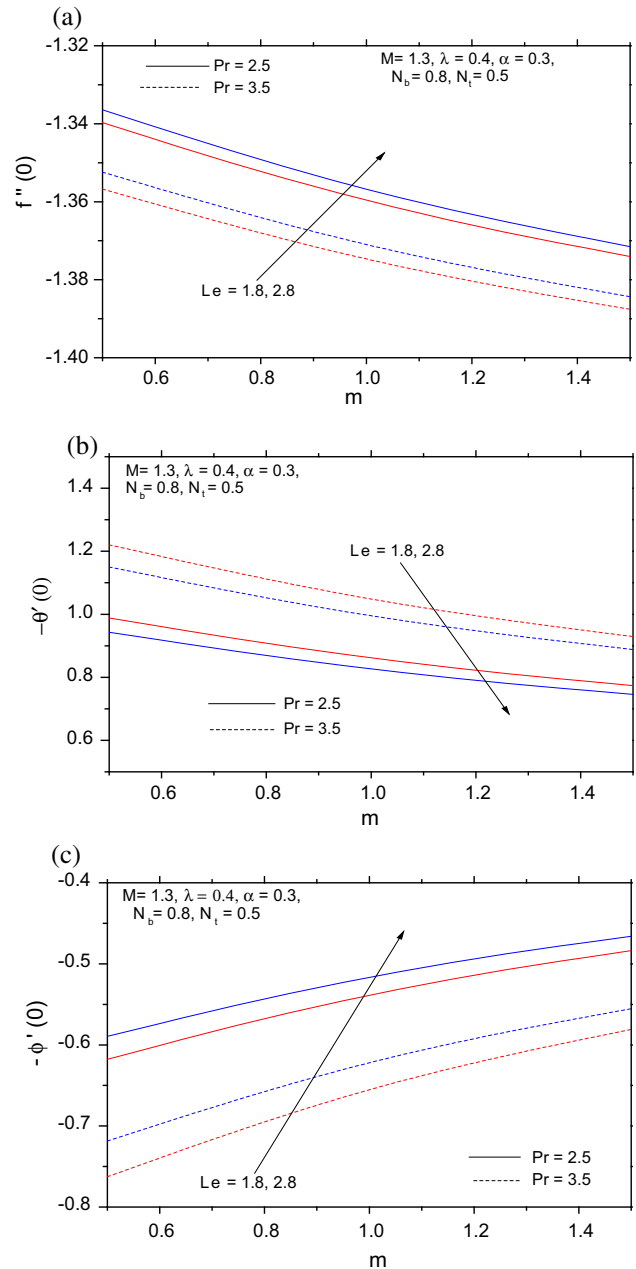 (a)
-1.32
-1.34
-1.36
-1.38
-1.40
f ''(0)
Pr = 2.5
Pr = 3.5
M= 1.3, λ = 0.4, α = 0.3,
N_b= 0.8, N_t = 0.5
Le = 1.8, 2.8
0.6 0.8 1.0 1.2 1.4
m
(b)
1.4
1.2
1.0
0.8
0.6
−θ′(0)
M= 1.3, λ = 0.4, α = 0.3,
N_b= 0.8, N_t = 0.5
Le = 1.8, 2.8
Pr = 2.5
Pr = 3.5
0.6 0.8 1.0 1.2 1.4
m
(c)
-0.4
-0.5
-0.6
-0.7
-0.8
-ϕ'(0)
M= 1.3, λ = 0.4, α = 0.3,
N_b= 0.8, N_t = 0.5
Le = 1.8, 2.8
Pr = 2.5
Pr = 3.5
0.6 0.8 1.0 1.2 1.4
m